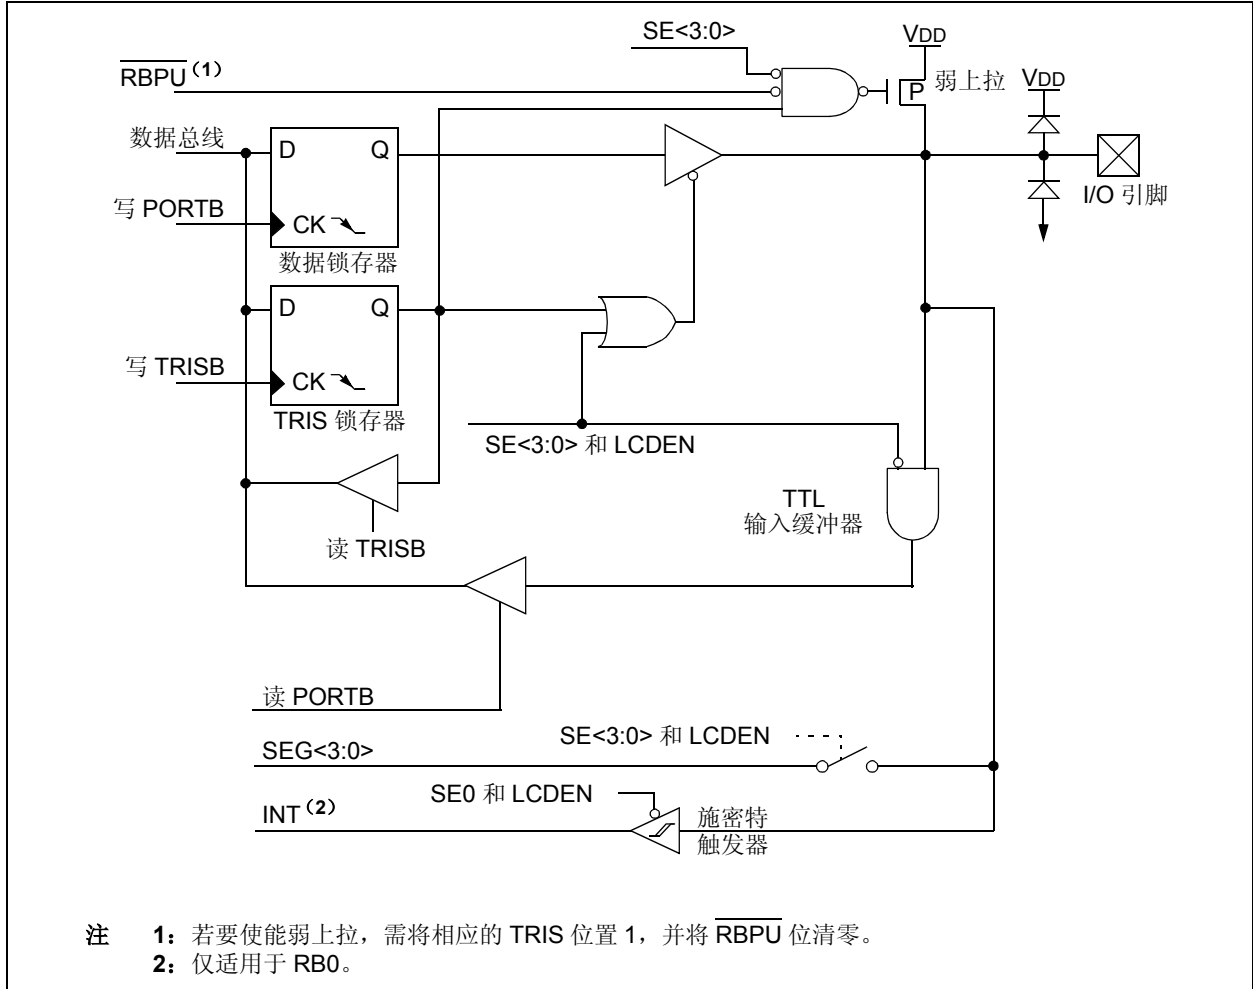 SE<3:0>
VDD
RBPU(1)
弱上拉
VDD
P
数据总线
D
Q
I/O 引脚
写 PORTB
CK
数据锁存器
D
Q
写 TRISB
CK
TRIS 锁存器
SE<3:0> 和 LCDEN
TTL
输入缓冲器
读 TRISB
读 PORTB
SE<3:0> 和 LCDEN
SEG<3:0>
SE0 和 LCDEN
INT(2)
施密特
触发器
注 1：若要使能弱上拉，需将相应的 TRIS 位置 1，并将 RBPU 位清零。
2：仅适用于 RB0。